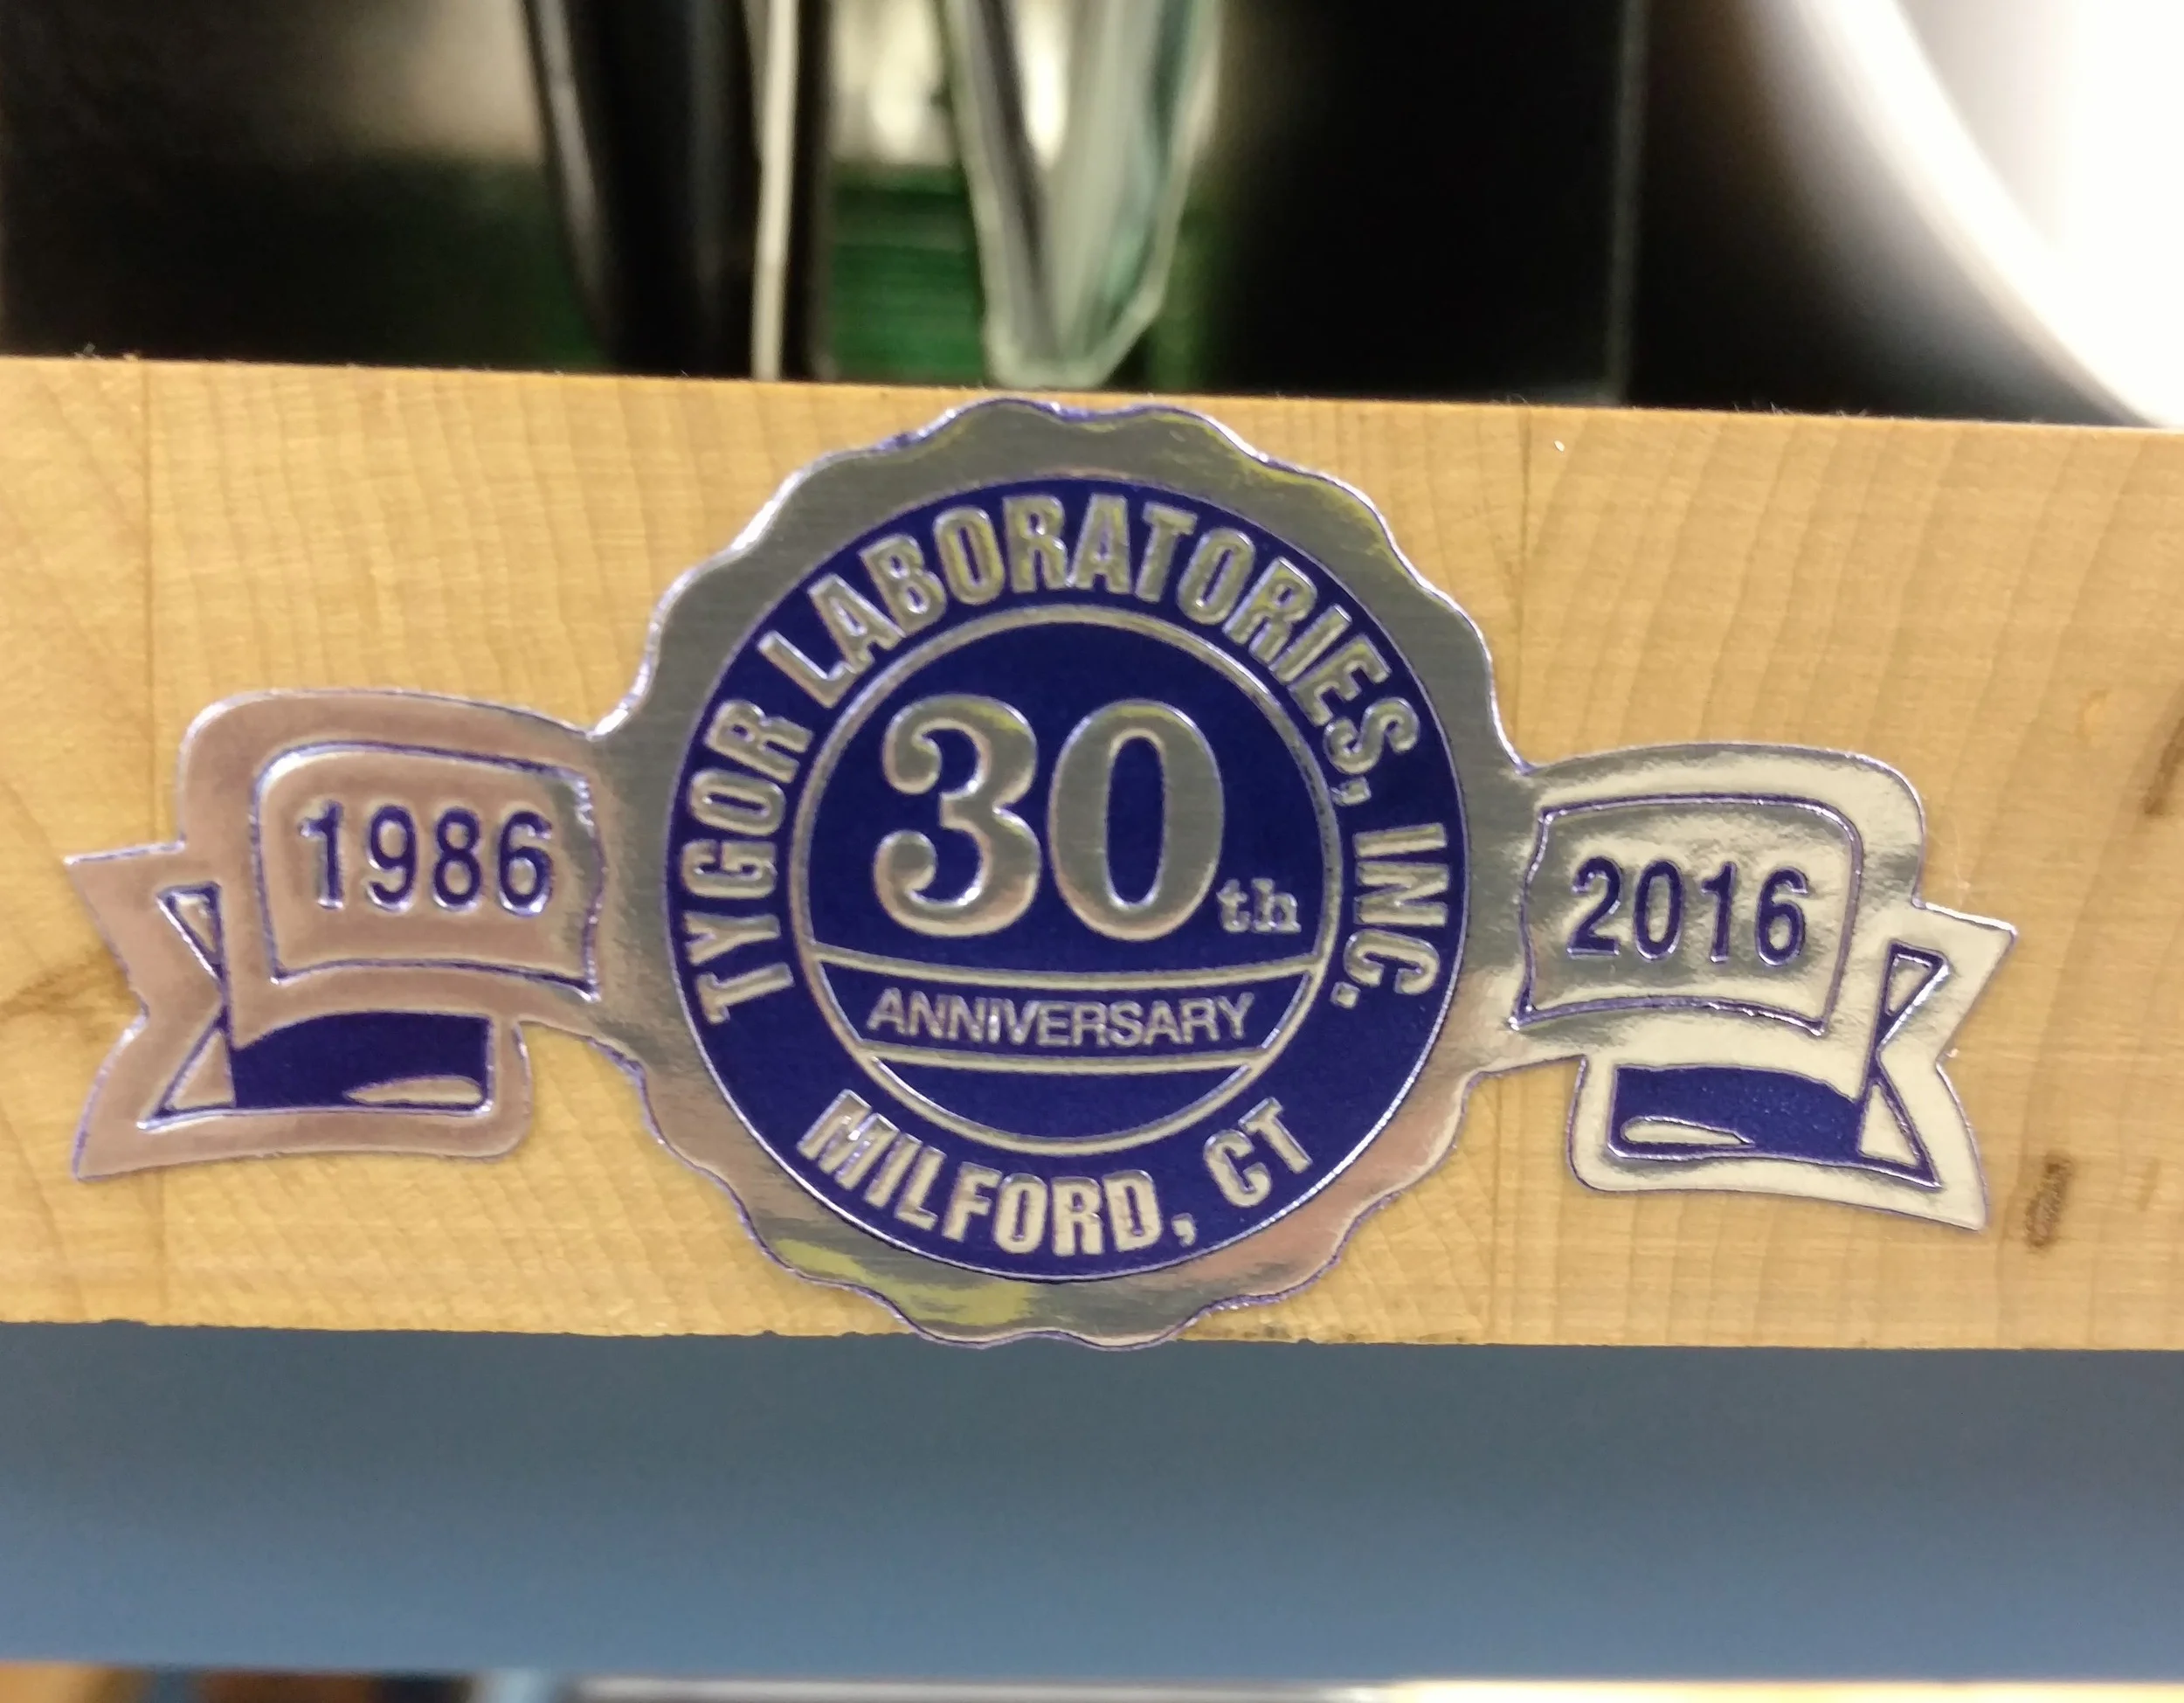 TYGOR LABORATORIES, INC.
1986
30th
2016
ANNIVERSARY
MILFORD, CT